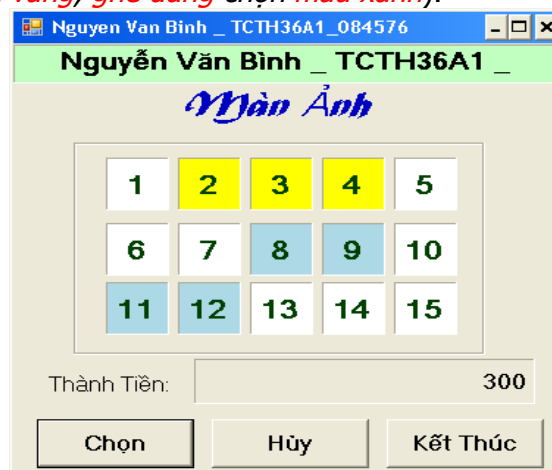 vàng, ghế đang chọn màu xanh).
Nguyen Van Binh _ TCTH36A1_084576
Nguyễn Văn Bình _ TCTH36A1 _
Màn Ảnh
1 2 3 4 5
6 7 8 9 10
11 12 13 14 15
Thành Tiền: 300
Chọn Hủy Kết Thúc